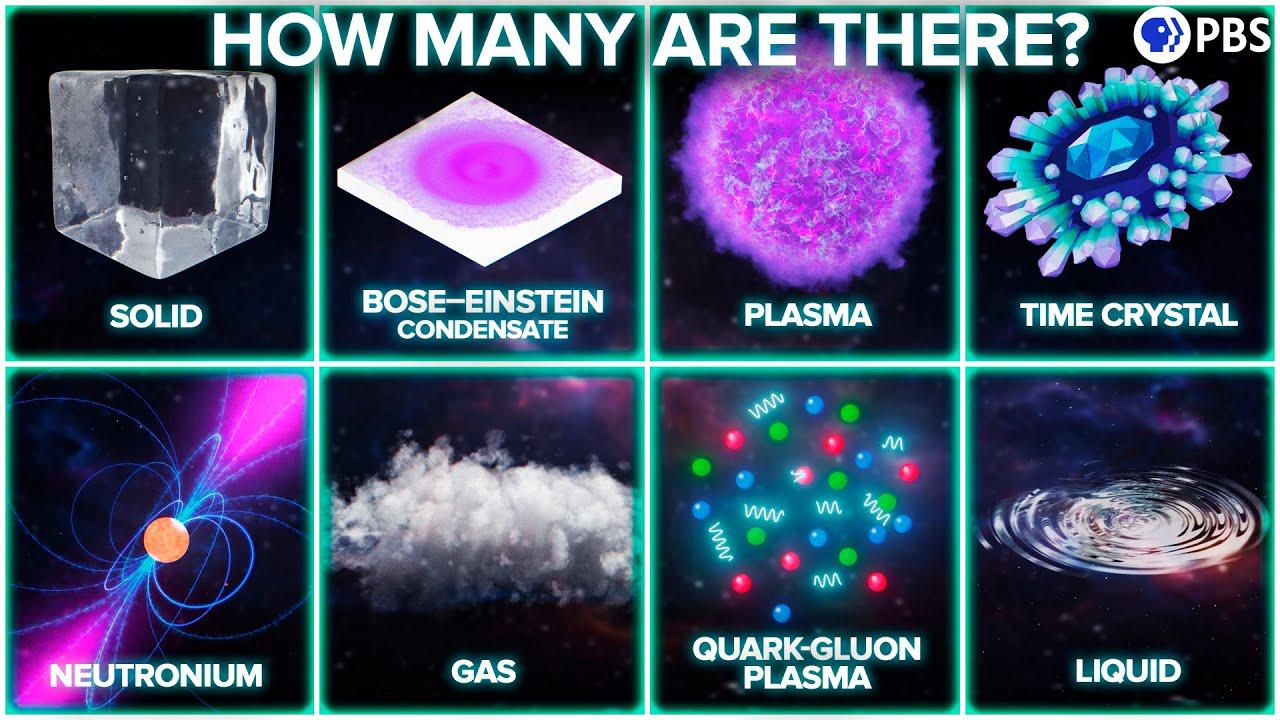 HOW MANY ARE THERE?
PBS
SOLID
BOSE–EINSTEIN
CONDENSATE
PLASMA
TIME CRYSTAL
NEUTRONIUM
GAS
QUARK-GLUON
PLASMA
LIQUID